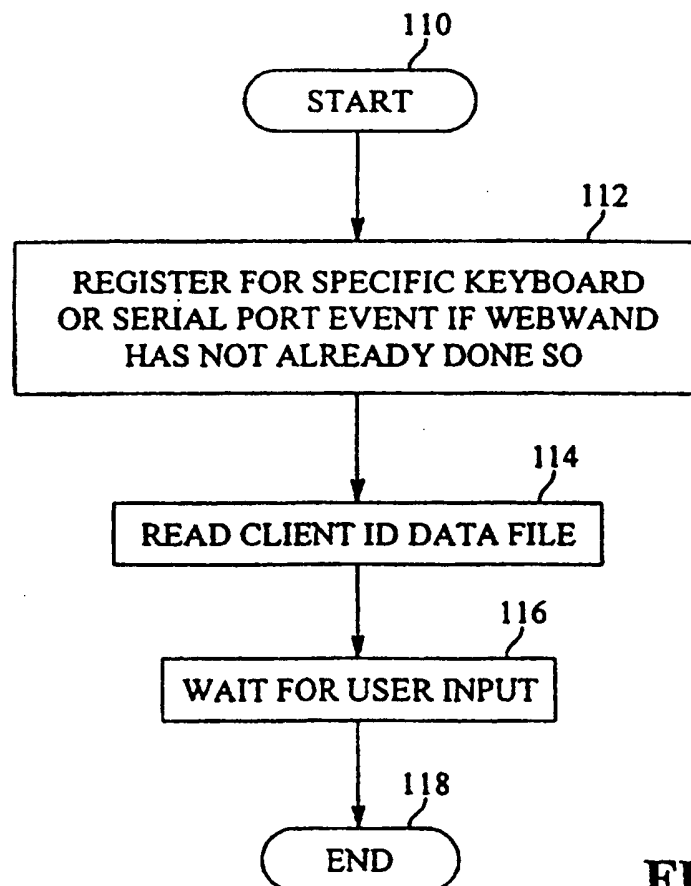 110
START
112
REGISTER FOR SPECIFIC KEYBOARD
OR SERIAL PORT EVENT IF WEBWAND
HAS NOT ALREADY DONE SO
114
READ CLIENT ID DATA FILE
116
WAIT FOR USER INPUT
118
END